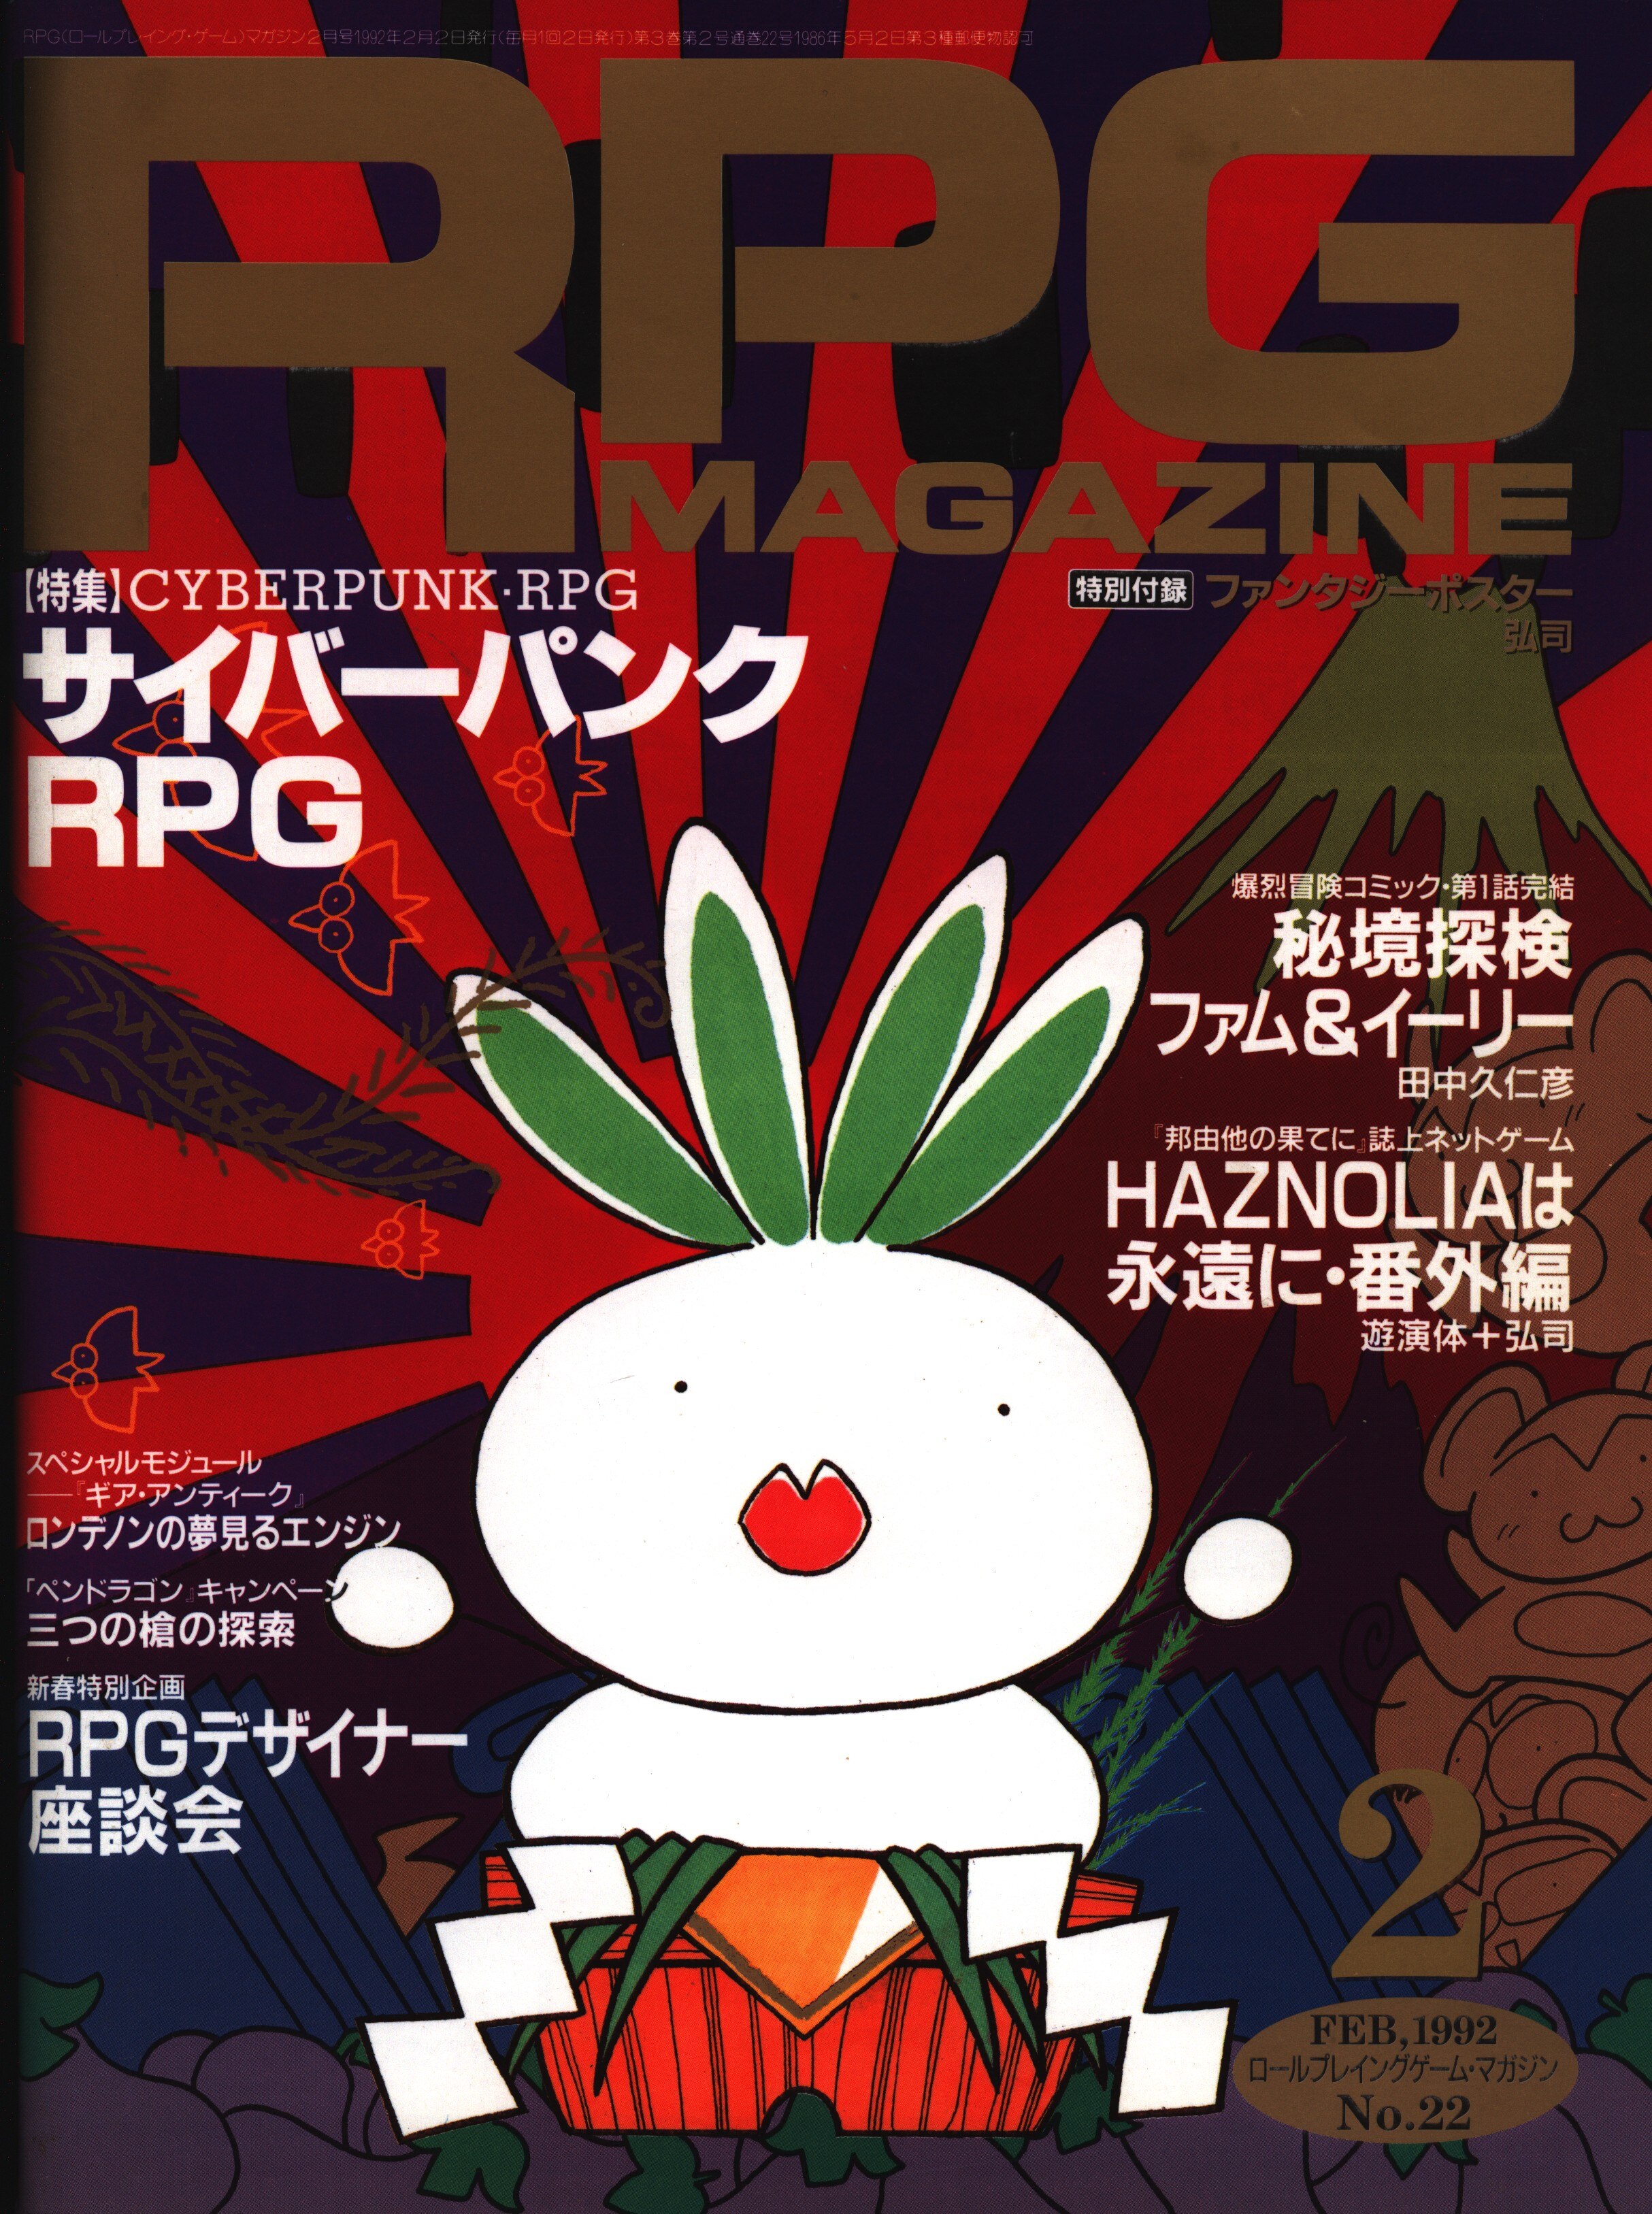 RPG(ロールプレイング・ゲーム)マガジン2月号1992年2月2日発行(毎月1回2日発行)第3巻第2号通巻22号1986年5月2日第3種郵便物認可
RPG
MAGAZINE
【特集】CYBERPUNK・RPG
サイバーパンク
RPG
特別付録 ファンタジーポスター
弘司
爆烈冒険コミック・第1話完結
秘境探検
ファム&イーリー
田中久仁彦
『那由他の果てに』誌上ネットゲーム
HAZNOLIAは
永遠に・番外編
遊演体+弘司
スペシャルモジュール
──『ギア・アンティーク』
ロンデノンの夢見るエンジン
『ペンドラゴン』キャンペーン
三つの槍の探索
新春特別企画
RPGデザイナー
座談会
2
FEB,1992
ロールプレイングゲーム・マガジン
No.22